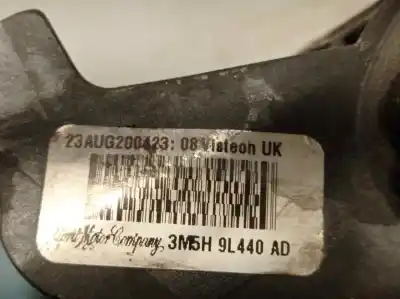 23AUG200423:08 Visteon UK
Ford Motor Company, 3M5H 9L440 AD